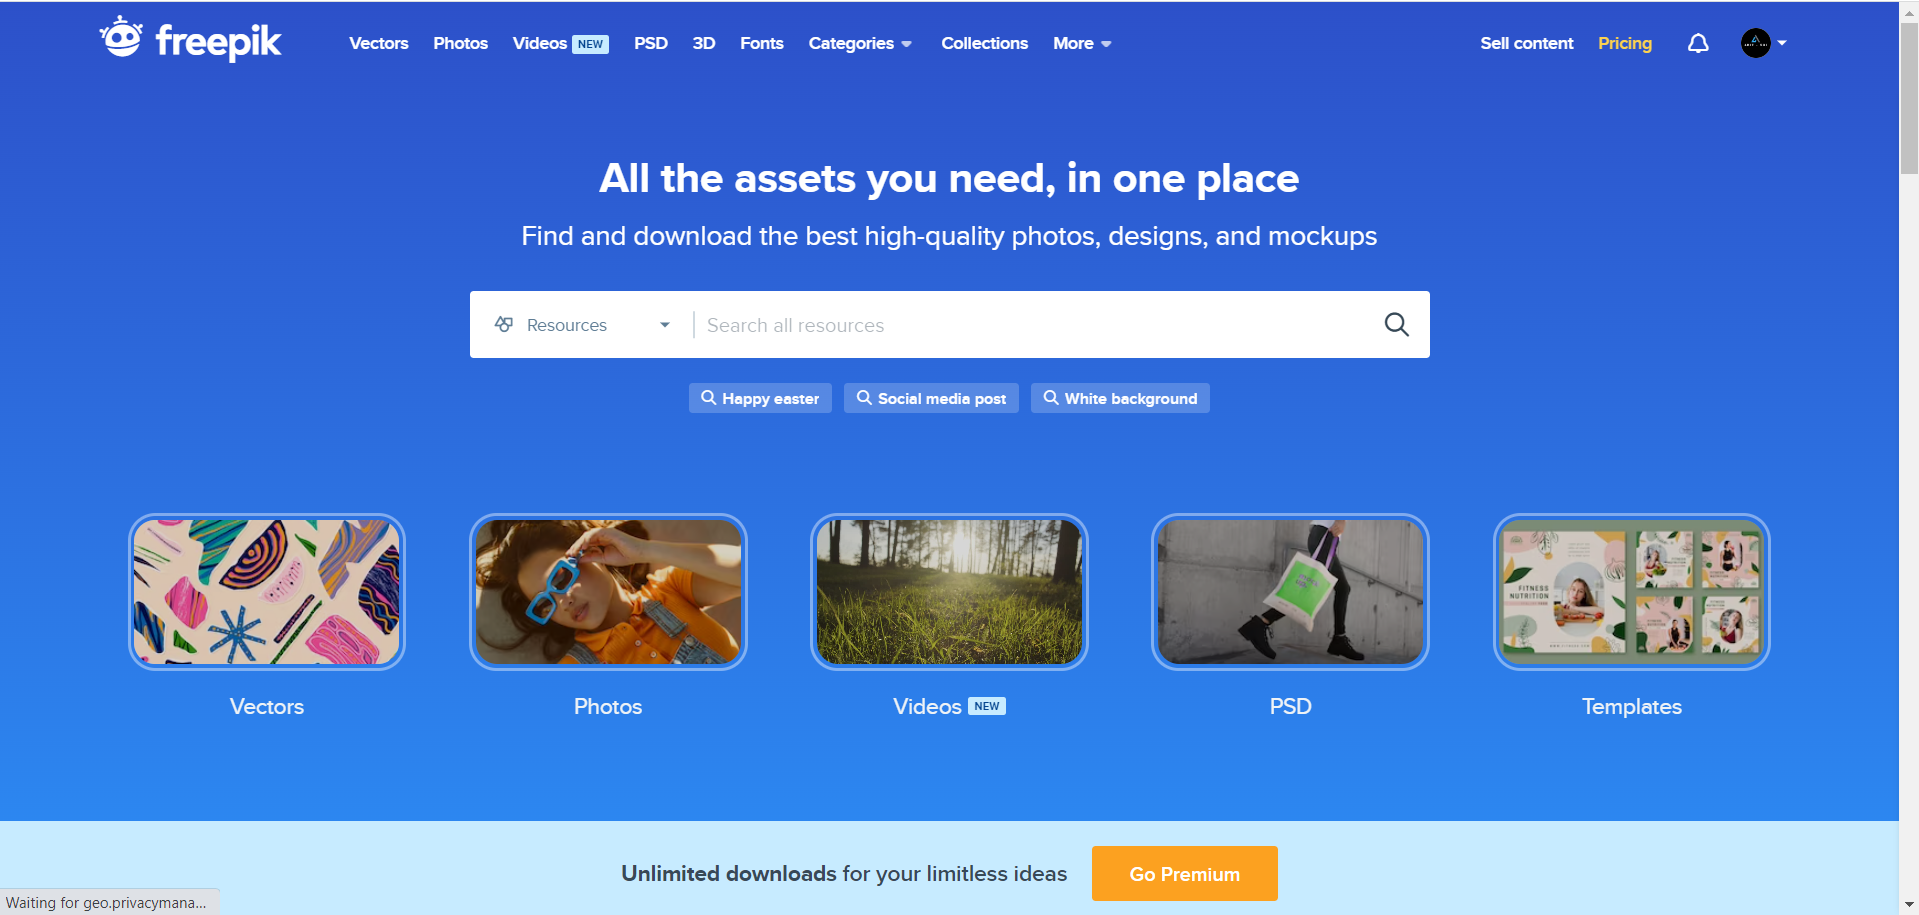 freepik
Vectors Photos Videos NEW PSD 3D Fonts Categories Collections More Sell content Pricing
All the assets you need, in one place
Find and download the best high-quality photos, designs, and mockups
Resources Search all resources
Happy easter Social media post White background
FITNESS
NUTRITION
Vectors Photos Videos NEW PSD Templates
Unlimited downloads for your limitless ideas Go Premium
Waiting for geo.privacymana...